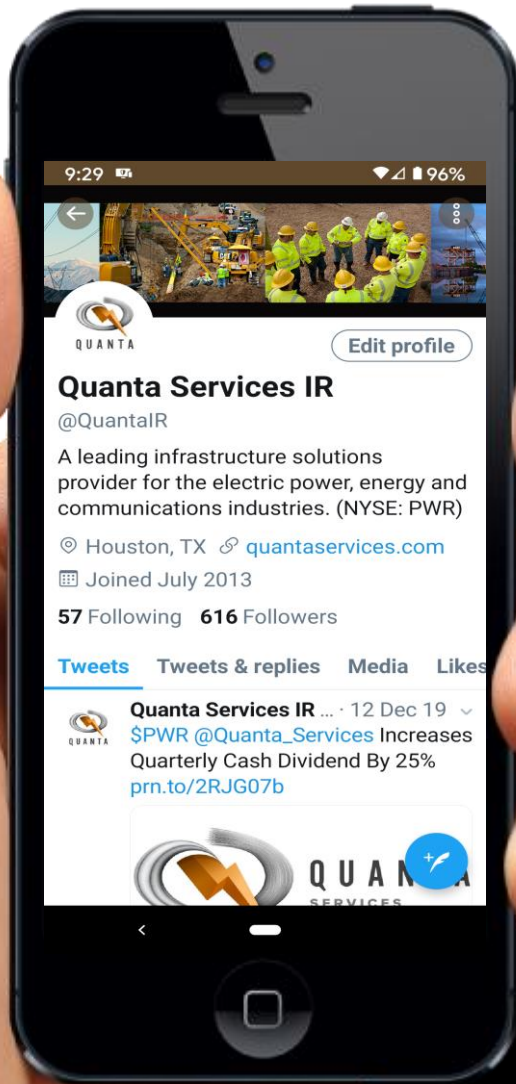 9:29 96%
QUANTA
Edit profile
Quanta Services IR
@QuantaIR
A leading infrastructure solutions
provider for the electric power, energy and
communications industries. (NYSE: PWR)
Houston, TX quantaservices.com
Joined July 2013
57 Following 616 Followers
Tweets Tweets & replies Media Likes
Quanta Services IR ... · 12 Dec 19
QUANTA
$PWR @Quanta_Services Increases
Quarterly Cash Dividend By 25%
prn.to/2RJG07b
QUANTA
SERVICES